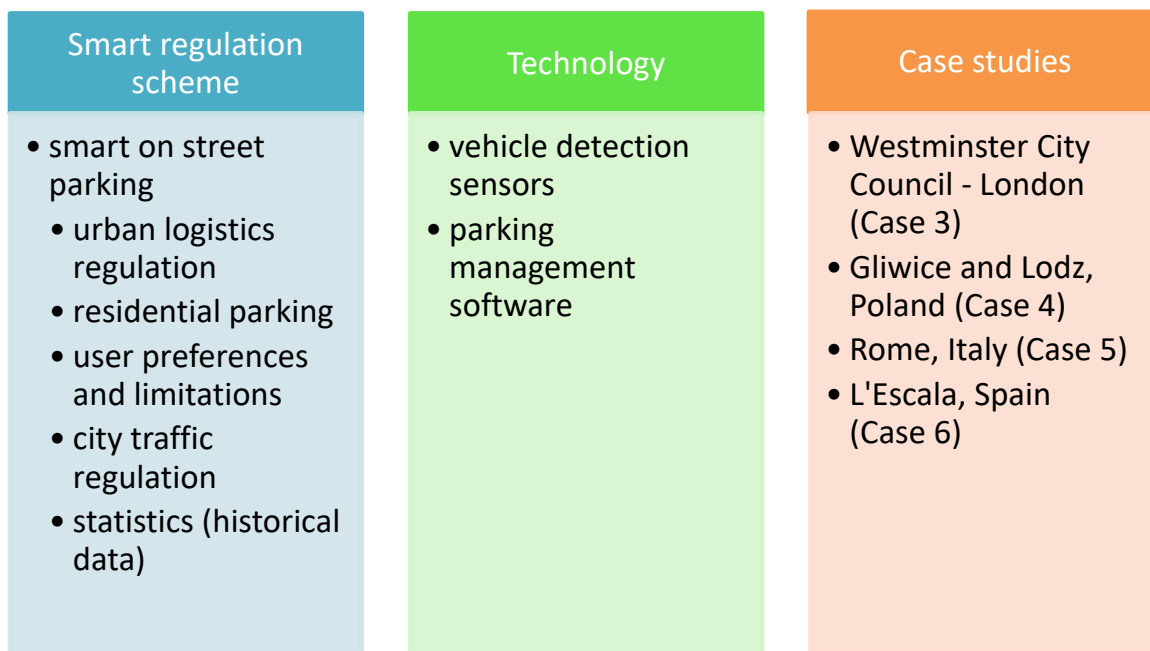 Smart regulation
scheme
• smart on street
parking
• urban logistics
regulation
• residential parking
• user preferences
and limitations
• city traffic
regulation
• statistics (historical
data)
Technology
• vehicle detection
sensors
• parking
management
software
Case studies
• Westminster City
Council - London
(Case 3)
• Gliwice and Lodz,
Poland (Case 4)
• Rome, Italy (Case 5)
• L'Escala, Spain
(Case 6)